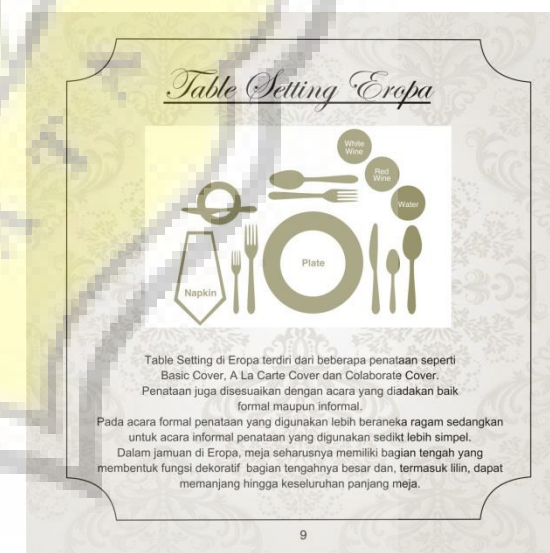 Table Setting Eropa
White
Wine
Red
Wine
Water
Plate
Napkin
Table Setting di Eropa terdiri dari beberapa penataan seperti
Basic Cover, A La Carte Cover dan Colaborate Cover.
Penataan juga disesuaikan dengan acara yang diadakan baik
formal maupun informal.
Pada acara formal penataan yang digunakan lebih beraneka ragam sedangkan
untuk acara informal penataan yang digunakan sedikt lebih simpel.
Dalam jamuan di Eropa, meja seharusnya memiliki bagian tengah yang
membentuk fungsi dekoratif bagian tengahnya besar dan, termasuk lilin, dapat
memanjang hingga keseluruhan panjang meja.
9